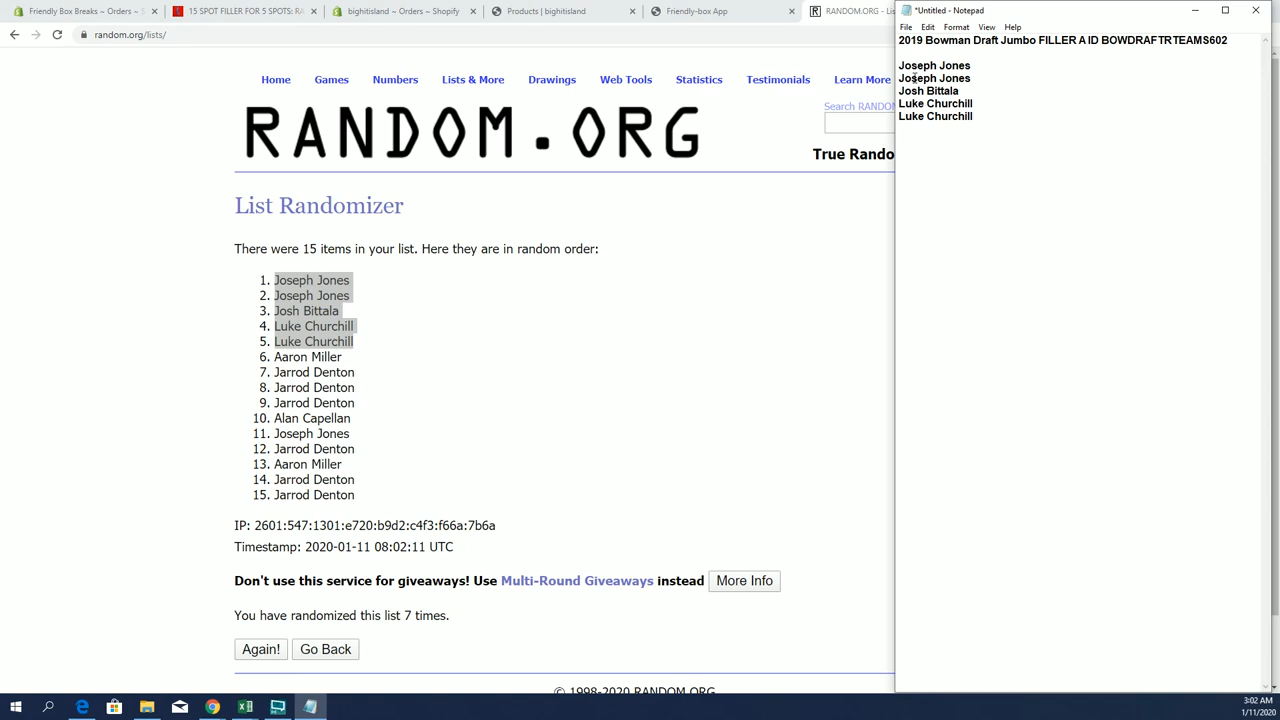 Friendly Box Breaks ~ Orders ~ S
15 SPOT FILLER FOR 5 SPOTS: RA
bighitisland ~ Orders ~ Shopify
Products | bighitisland
Friendly-box App
RANDOM.ORG - Li
*Untitled - Notepad
random.org/lists/
File Edit Format View Help
2019 Bowman Draft Jumbo FILLER A ID BOWDRAFTRTEAMS602
Joseph Jones
Joseph Jones
Josh Bittala
Luke Churchill
Luke Churchill
Home Games Numbers Lists & More Drawings Web Tools Statistics Testimonials Learn More
Search RANDO
RANDOM.ORG
True Rando
List Randomizer
There were 15 items in your list. Here they are in random order:
1. Joseph Jones
2. Joseph Jones
3. Josh Bittala
4. Luke Churchill
5. Luke Churchill
6. Aaron Miller
7. Jarrod Denton
8. Jarrod Denton
9. Jarrod Denton
10. Alan Capellan
11. Joseph Jones
12. Jarrod Denton
13. Aaron Miller
14. Jarrod Denton
15. Jarrod Denton
IP: 2601:547:1301:e720:b9d2:c4f3:f66a:7b6a
Timestamp: 2020-01-11 08:02:11 UTC
Don't use this service for giveaways! Use Multi-Round Giveaways instead More Info
You have randomized this list 7 times.
Again! Go Back
© 1998-2020 RANDOM.ORG
3:02 AM
1/11/2020